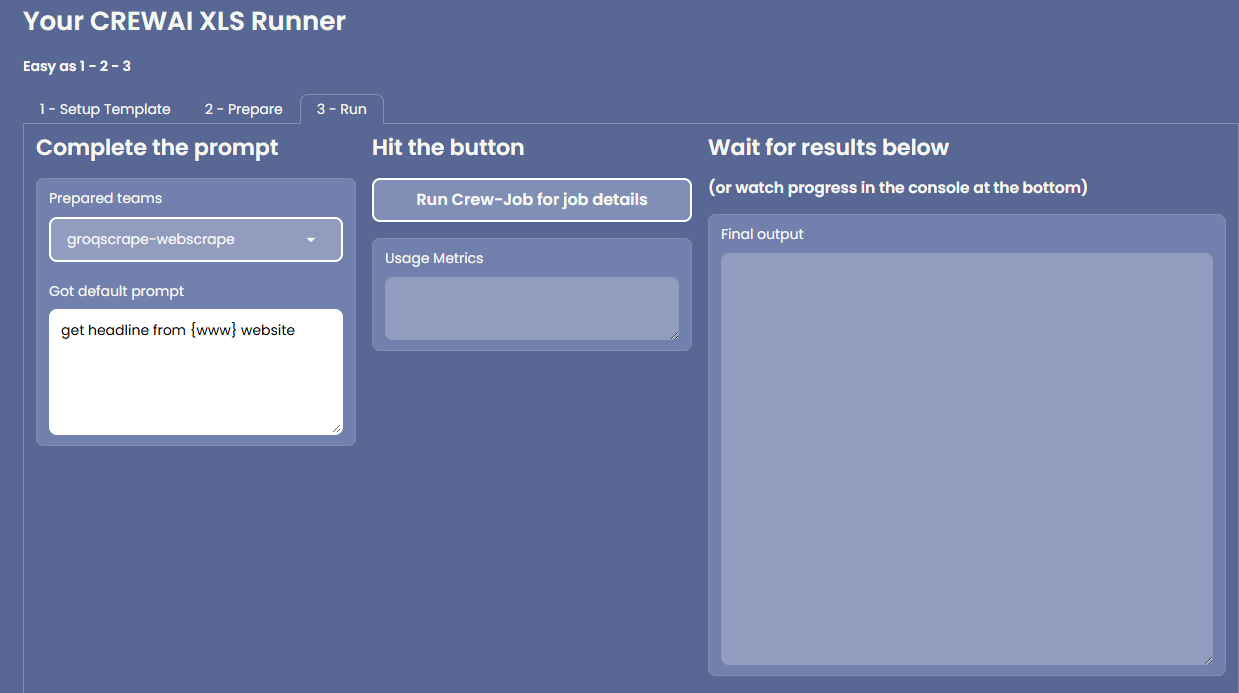 Your CREWAI XLS Runner
Easy as 1 - 2 - 3
1 - Setup Template
2 - Prepare
3 - Run
Complete the prompt
Prepared teams
groqscrape-webscrape
Got default prompt
get headline from {www} website
Hit the button
Run Crew-Job for job details
Usage Metrics
Wait for results below
(or watch progress in the console at the bottom)
Final output